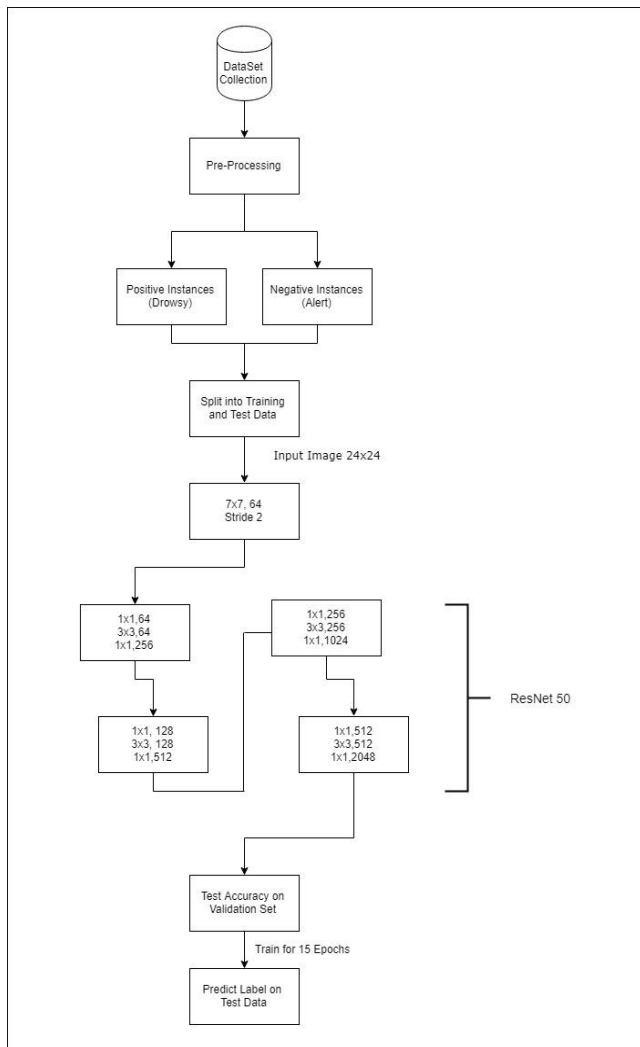 DataSet
Collection
Pre-Processing
Positive Instances
(Drowsy)
Negative Instances
(Alert)
Split into Training
and Test Data
Input Image 24x24
7x7, 64
Stride 2
1x1,64
3x3,64
1x1,256
1x1, 128
3x3, 128
1x1,512
1x1,256
3x3,256
1x1,1024
1x1,512
3x3,512
1x1,2048
ResNet 50
Test Accuracy on
Validation Set
Train for 15 Epochs
Predict Label on
Test Data